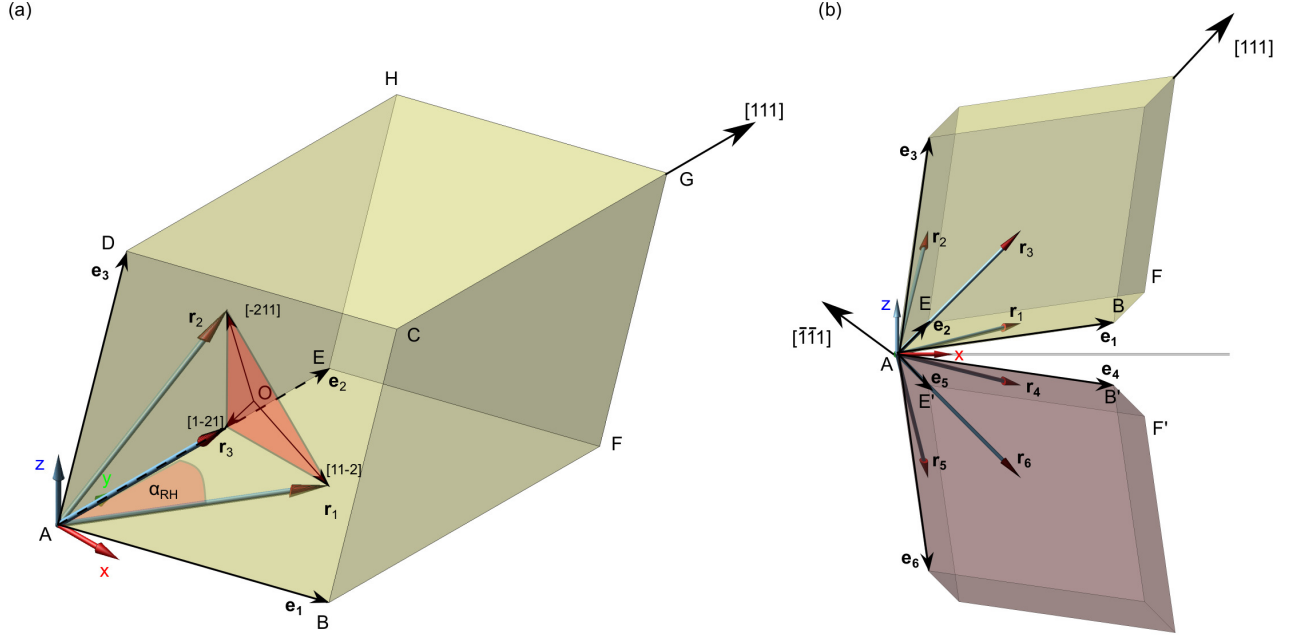 (a)
H
[111]
G
D
e3
r2
[-211]
C
E
e2
O
[1-21]
r3
F
z
y
αRH
[11-2]
r1
A
x
e1
B
(b)
[111]
e3
r2
r3
F
E
B
z
r1
e2
e1
[1̅1̅1]
A
x
e5
e4
E'
r4
B'
F'
r5
r6
e6